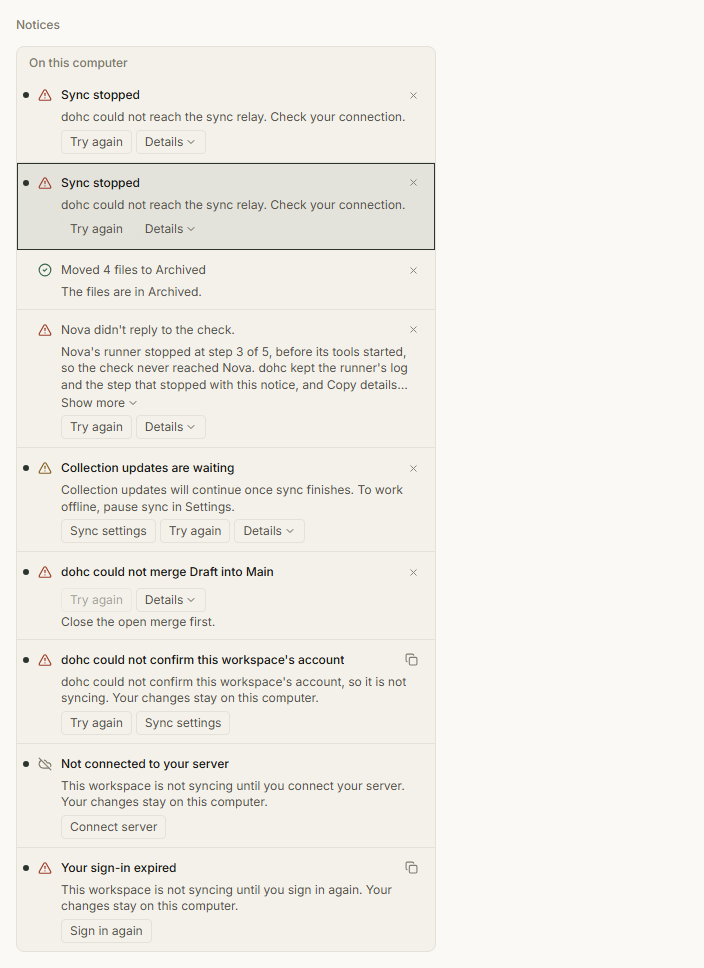 Notices
On this computer
Sync stopped
dohc could not reach the sync relay. Check your connection.
Try again
Details
Sync stopped
dohc could not reach the sync relay. Check your connection.
Try again
Details
Moved 4 files to Archived
The files are in Archived.
Nova didn't reply to the check.
Nova's runner stopped at step 3 of 5, before its tools started,
so the check never reached Nova. dohc kept the runner's log
and the step that stopped with this notice, and Copy details...
Show more
Try again
Details
Collection updates are waiting
Collection updates will continue once sync finishes. To work
offline, pause sync in Settings.
Sync settings
Try again
Details
dohc could not merge Draft into Main
Try again
Details
Close the open merge first.
dohc could not confirm this workspace's account
dohc could not confirm this workspace's account, so it is not
syncing. Your changes stay on this computer.
Try again
Sync settings
Not connected to your server
This workspace is not syncing until you connect your server.
Your changes stay on this computer.
Connect server
Your sign-in expired
This workspace is not syncing until you sign in again. Your
changes stay on this computer.
Sign in again